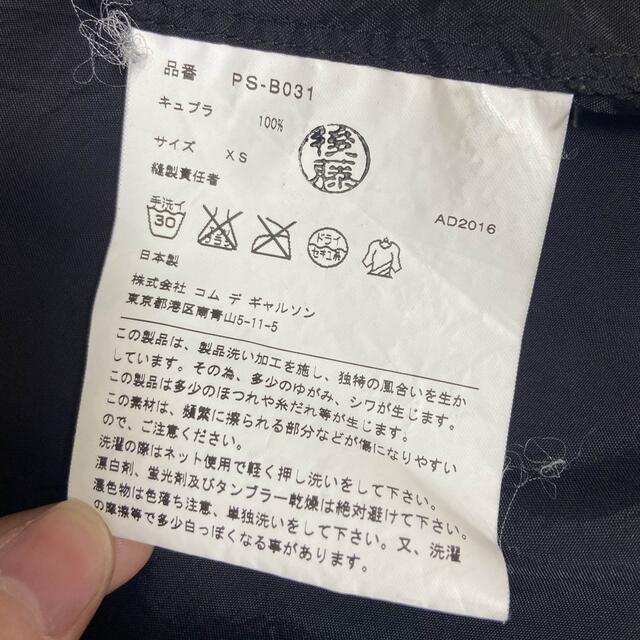 品番 PS-B031
キュプラ 100%
サイズ XS
縫製責任者
後藤
AD2016
手洗イ
30
エンソサラシ
ドライ
セキユ系
日本製
株式会社 コム デ ギャルソン
東京都港区南青山5-11-5
この製品は、製品洗い加工を施し、独特の風合いを生か
しています。その為、多少のゆがみ、シワが生じます。
この製品は多少のほつれや糸だれ等が生じます。
この素材は、頻繁に擦られる部分などが傷になりやすい
ので、ご注意ください。
洗濯の際はネット使用で軽く押し洗いをして下さい。
漂白剤、蛍光剤及びタンブラー乾燥は絶対避けて下さい。
濃色物は色落ち注意、単独洗いをして下さい。又、洗濯
の摩擦等で多少白っぽくなる事があります。